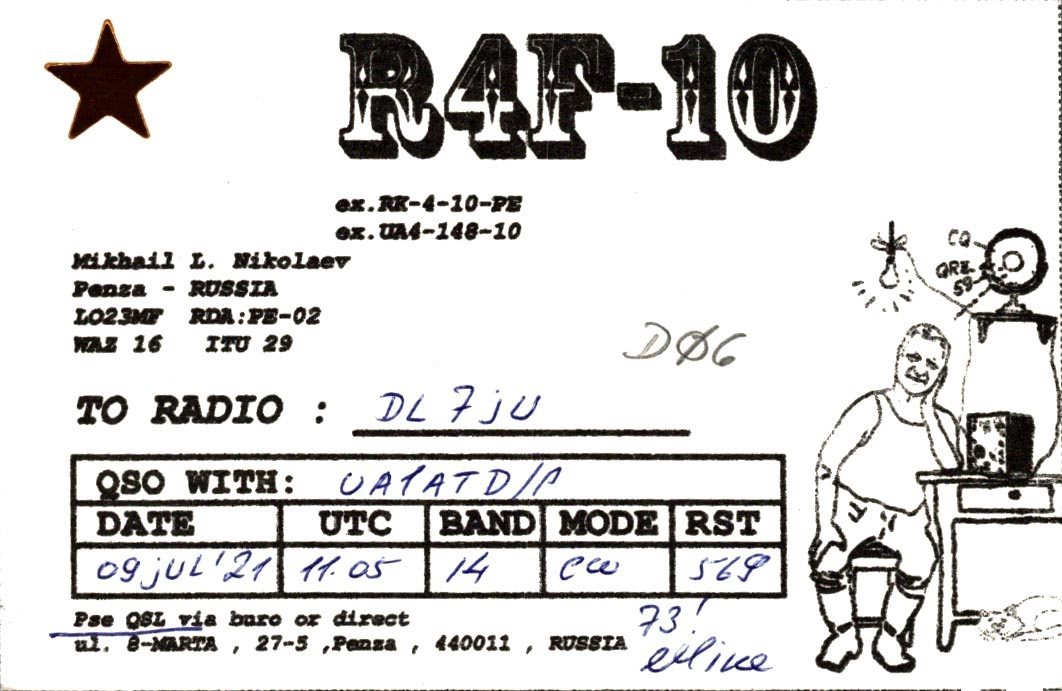 R4F-10
ex.RK-4-10-PE
ex.UA4-148-10
Mikhail L. Nikolaev
Penza - RUSSIA
LO23MF RDA:PE-02
WAZ 16 ITU 29
CQ
QRZ
59
DØ6
TO RADIO : DL7jU
QSO WITH: UA1ATD/P
DATE UTC BAND MODE RST
09 jUL'21 11.05 14 CW 569
Pse QSL via buro or direct
ul. 8-MARTA , 27-5 ,Penza , 440011 , RUSSIA
73!
Mike